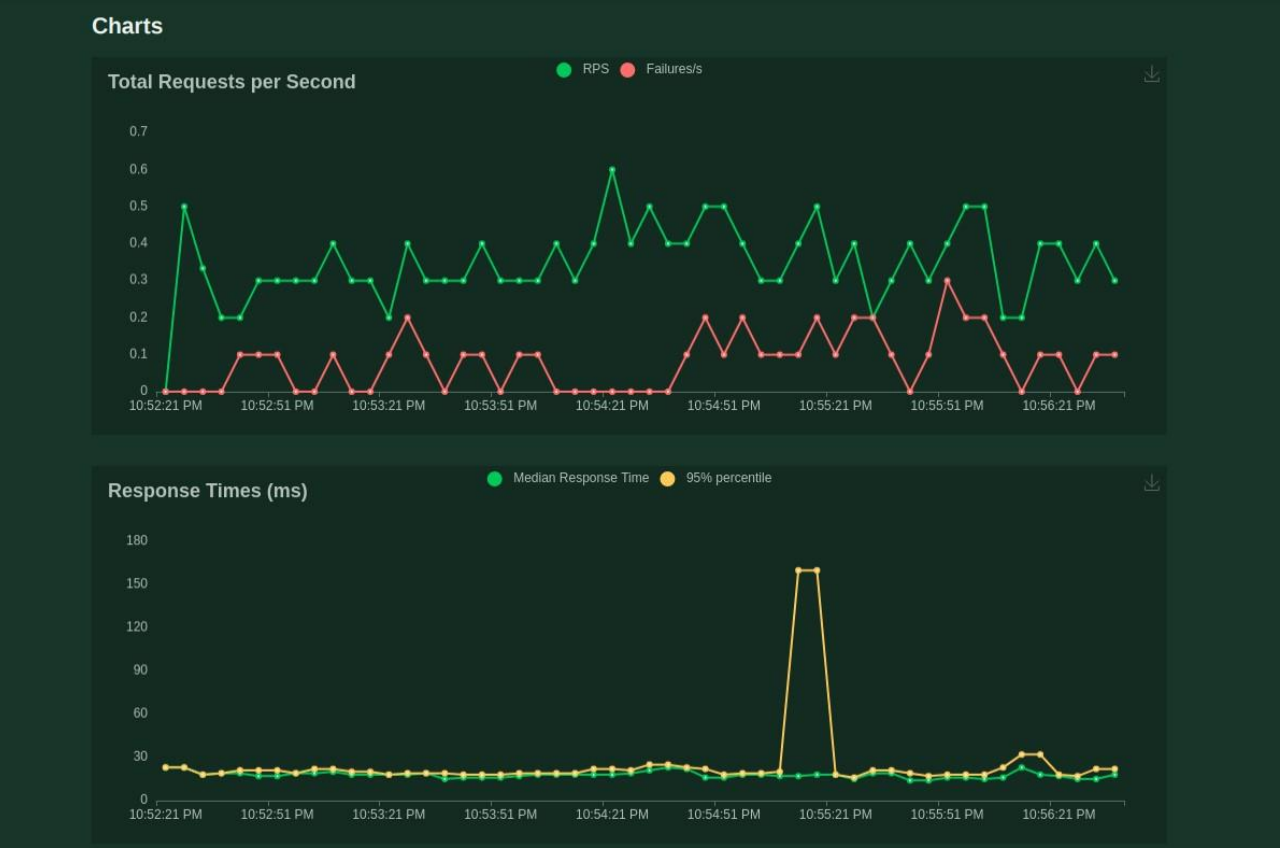 Charts
Total Requests per Second
RPS Failures/s
0.7
0.6
0.5
0.4
0.3
0.2
0.1
0
10:52:21 PM 10:52:51 PM 10:53:21 PM 10:53:51 PM 10:54:21 PM 10:54:51 PM 10:55:21 PM 10:55:51 PM 10:56:21 PM
Response Times (ms)
Median Response Time 95% percentile
180
150
120
90
60
30
0
10:52:21 PM 10:52:51 PM 10:53:21 PM 10:53:51 PM 10:54:21 PM 10:54:51 PM 10:55:21 PM 10:55:51 PM 10:56:21 PM